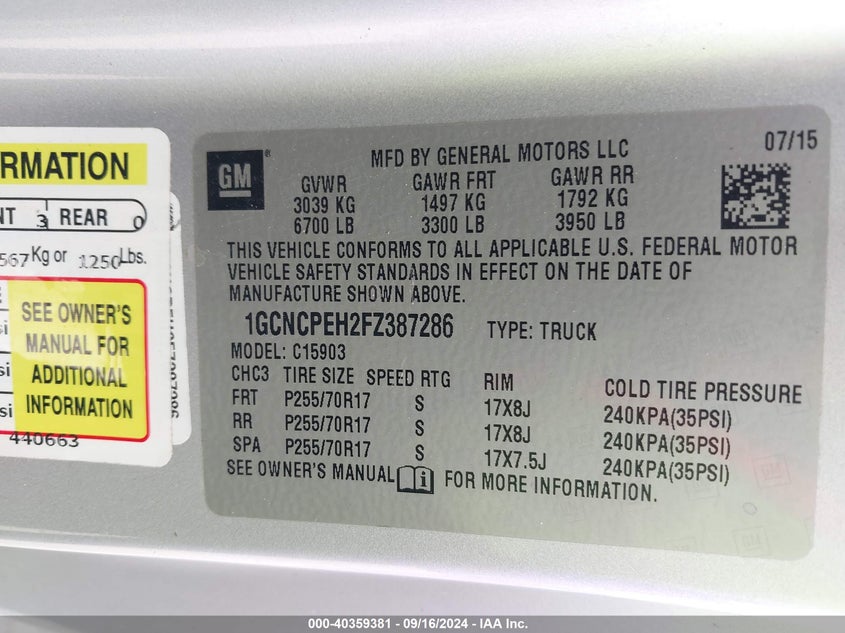 RMATION
NT 3 REAR 0
567 Kg or 1250 Lbs.
SEE OWNER'S
MANUAL FOR
ADDITIONAL
INFORMATION
440663
GM ®
MFD BY GENERAL MOTORS LLC
07/15
GVWR GAWR FRT GAWR RR
3039 KG 1497 KG 1792 KG
6700 LB 3300 LB 3950 LB
THIS VEHICLE CONFORMS TO ALL APPLICABLE U.S. FEDERAL MOTOR
VEHICLE SAFETY STANDARDS IN EFFECT ON THE DATE OF
MANUFACTURE SHOWN ABOVE.
1GCNCPEH2FZ387286 TYPE: TRUCK
MODEL: C15903
CHC3 TIRE SIZE SPEED RTG RIM COLD TIRE PRESSURE
FRT P255/70R17 S 17X8J 240KPA(35PSI)
RR P255/70R17 S 17X8J 240KPA(35PSI)
SPA P255/70R17 S 17X7.5J 240KPA(35PSI)
SEE OWNER'S MANUAL i FOR MORE INFORMATION.
GM
000-40359381 - 09/16/2024 - IAA Inc.